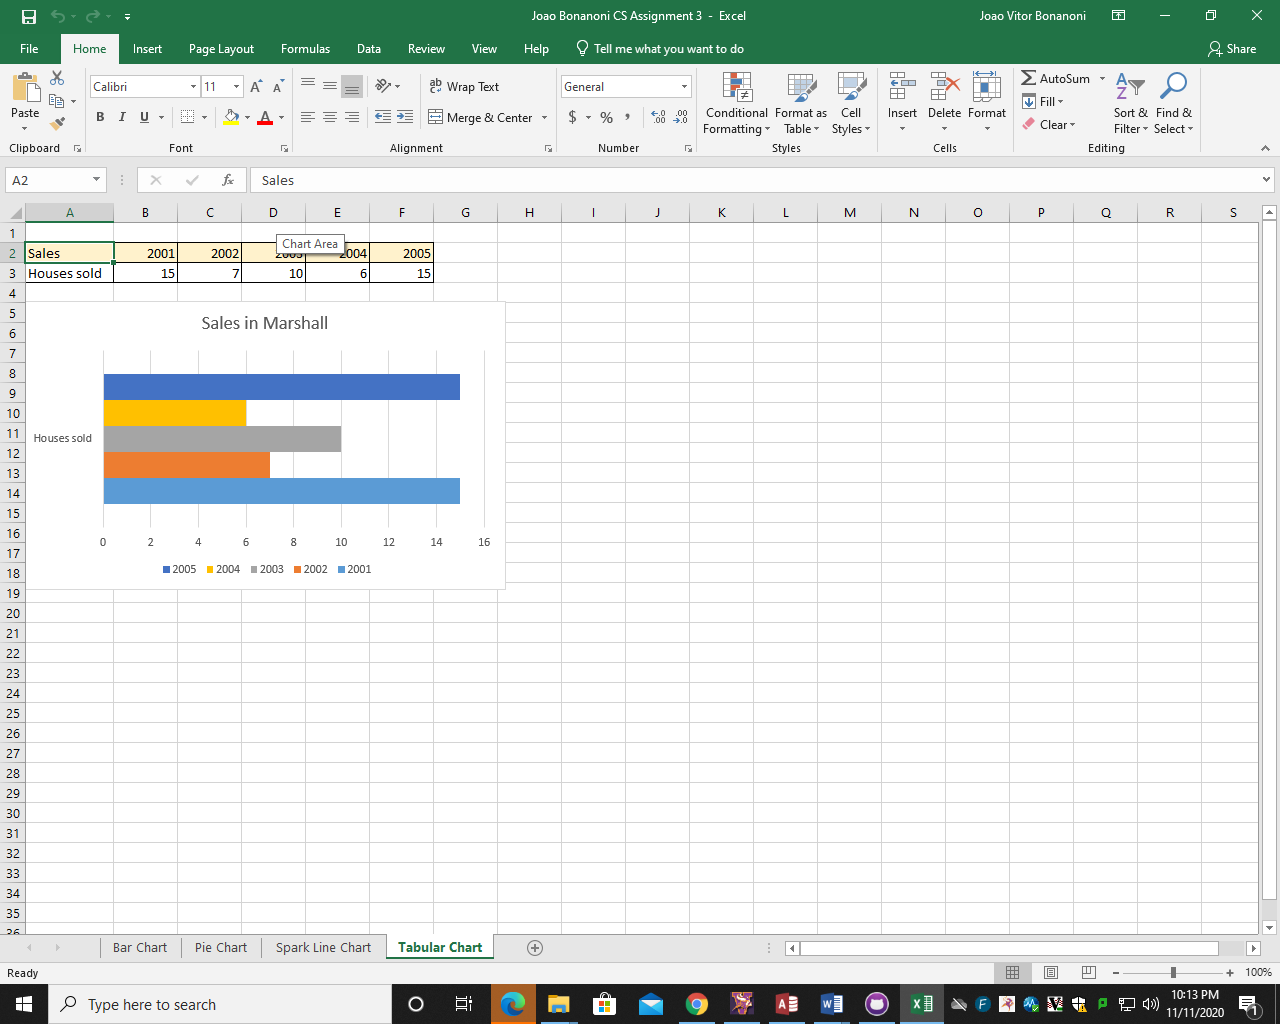 Joao Bonanoni CS Assignment 3 - Excel
Joao Vitor Bonanoni
File Home Insert Page Layout Formulas Data Review View Help Tell me what you want to do Share
Paste
Clipboard
Calibri 11
B I U
A
Font
ab Wrap Text
Merge & Center
Alignment
General
$ % ,
Number
Conditional Formatting
Format as Table
Cell Styles
Styles
Insert Delete Format
Cells
AutoSum
Fill
Clear
Sort & Filter
Find & Select
Editing
A2 fx Sales
A B C D E F G H I J K L M N O P Q R S
1
2 Sales 2001 2002 2003 2004 2005
Chart Area
3 Houses sold 15 7 10 6 15
4
5
6
7
8
9
10
11
12
13
14
15
16
17
18
19
20
21
22
23
24
25
26
27
28
29
30
31
32
33
34
35
36
Sales in Marshall
Houses sold
0 2 4 6 8 10 12 14 16
2005 2004 2003 2002 2001
Bar Chart Pie Chart Spark Line Chart Tabular Chart
Ready
100%
Type here to search
10:13 PM
11/11/2020
1